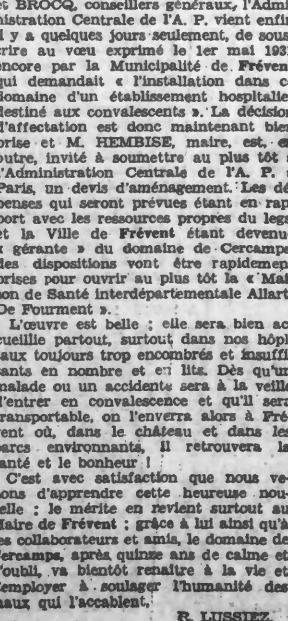 et BROCQ, conseillers généraux, l'Admi
nistration Centrale de l'A. P. vient enfin
il y a quelques jours seulement, de sous
crire au vœu exprimé le 1er mai 193
encore par la Municipalité de Fréven
qui demandait « l'installation dans c
domaine d'un établissement hospitalie
destiné aux convalescents ». La décision
d'affectation est donc maintenant bien
prise et M. HEMBISE, maire, est, en
outre, invité à soumettre au plus tôt à
l'Administration Centrale de l'A. P. à
Paris, un devis d'aménagement. Les dé
penses qui seront prévues étant en rap
port avec les ressources propres du legs
et la Ville de Frévent étant devenue
« gérante » du domaine de Cercamps
des dispositions vont être rapidemen
prises pour ouvrir au plus tôt la « Mai
son de Santé interdépartementale Allart
De Fourment ».
L'œuvre est belle ; elle sera bien ac
cueillie partout, surtout dans nos hôpi
taux toujours trop encombrés et insuffi
sants en nombre et en lits. Dès qu'un
malade ou un accidenté sera à la veille
d'entrer en convalescence et qu'il sera
transportable, on l'enverra alors à Fré
vent où, dans le château et dans les
parcs environnants, il retrouvera la
santé et le bonheur !
C'est avec satisfaction que nous ve-
nons d'apprendre cette heureuse nou-
velle ; le mérite en revient surtout au
Maire de Frévent ; grâce à lui ainsi qu'à
ses collaborateurs et amis, le domaine de
Cercamps, après quinze ans de calme et
d'oubli, va bientôt renaître à la vie et
s'employer à soulager l'humanité des
maux qui l'accablent.
R. LUSSIEZ.